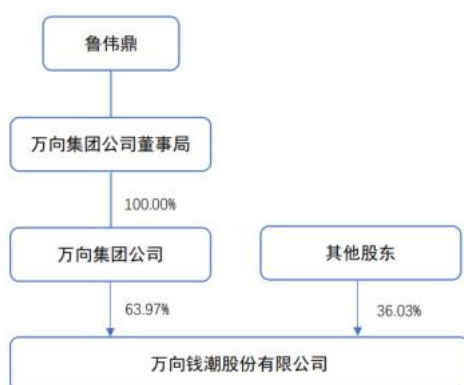 鲁伟鼎
万向集团公司董事局
100.00%
万向集团公司
其他股东
63.97%
36.03%
万向钱潮股份有限公司